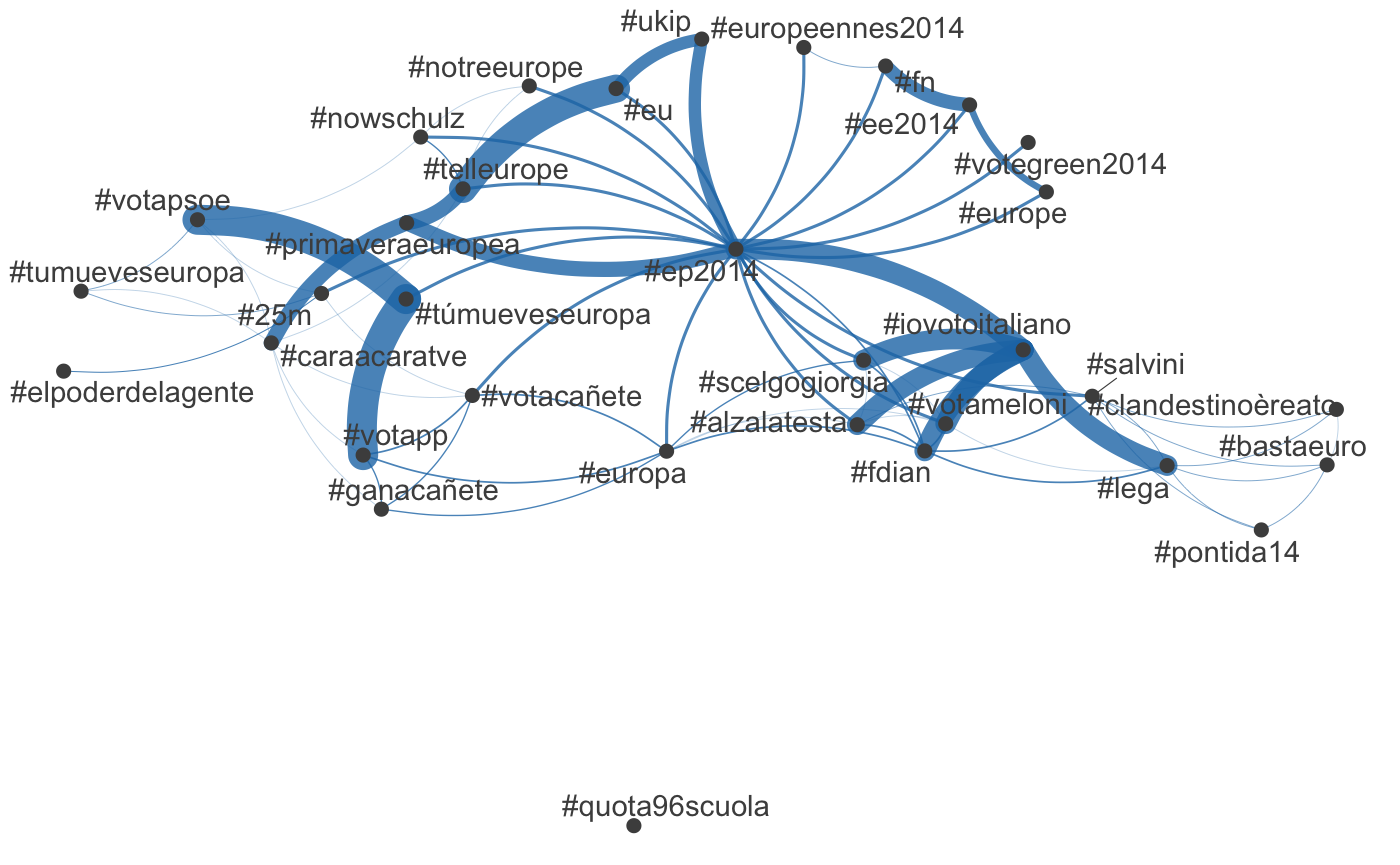 #ukip
#europeennes2014
#notreeurope
#fn
#eu
#nowschulz
#ee2014
#votegreen2014
#telleurope
#votapsoe
#europe
#primaveraeuropea
#tumueveseuropa
#ep2014
#25m
#túmueveseuropa
#iovotoitaliano
#caraacaratve
#salvini
#elpoderdelagente
#scelgogiorgia
#votacañete
#votameloni
#clandestinoèreato
#alzalatesta
#votapp
#bastaeuro
#europa
#fdian
#ganacañete
#lega
#pontida14
#quota96scuola